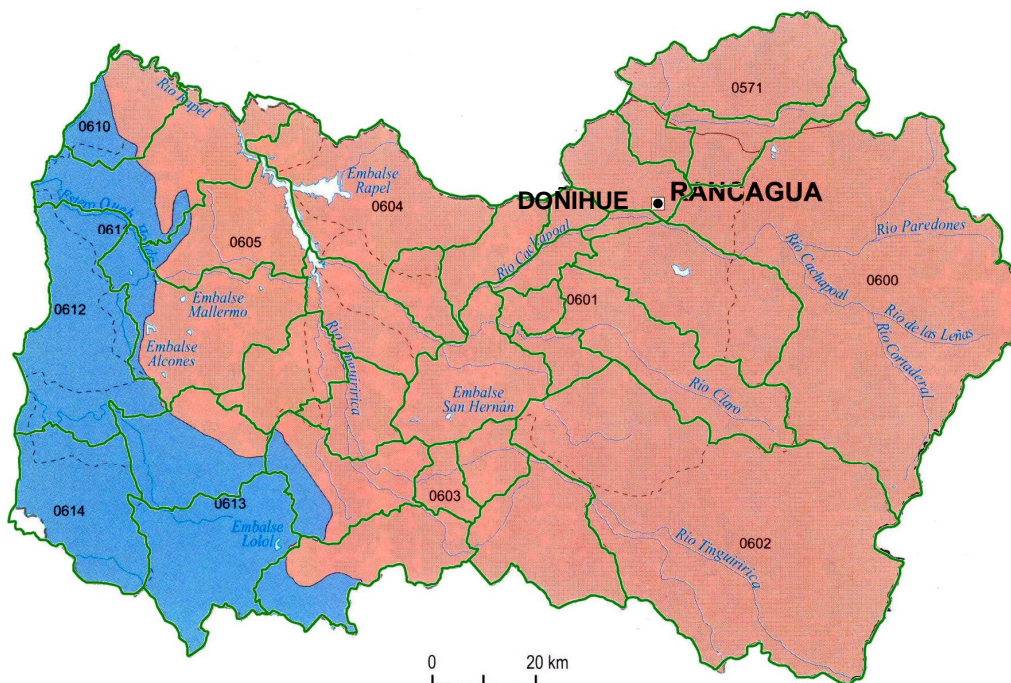 0571
Río Rapel
0610
Embalse
Rapel
DOÑIHUE
RANCAGUA
0604
0611
0605
Río Cachapoal
Río Paredones
Río Cachapoal
0600
0601
0612
Embalse
Mallermo
Embalse
Alcones
Río Tinguiririca
Río de las Leñas
Río Cortaderal
Embalse
San Hernán
Río Claro
0603
0613
0614
Embalse
Lolol
Río Tinguiririca
0602
0
20 km